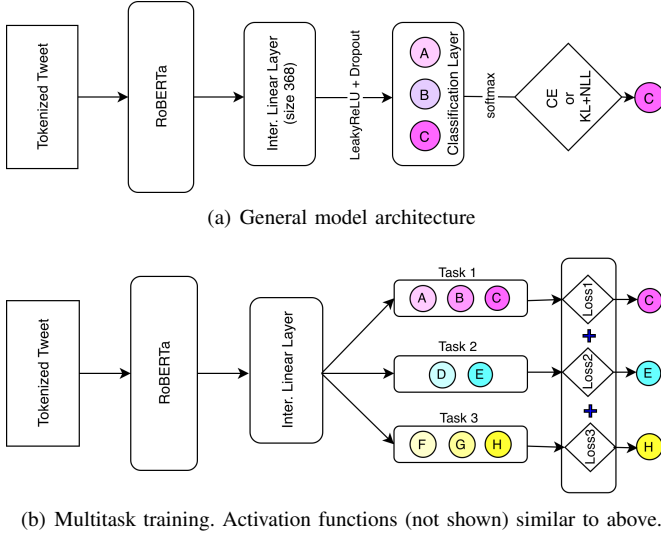 Tokenized Tweet
RoBERTa
Inter. Linear Layer
(size 368)
LeakyReLU + Dropout
A
B
C
Classification Layer
softmax
CE
or
KL+NLL
C
(a) General model architecture
Tokenized Tweet
RoBERTa
Inter. Linear Layer
Task 1
A B C
Loss1
C
+
Task 2
D E
Loss2
E
+
Task 3
F G H
Loss3
H
(b) Multitask training. Activation functions (not shown) similar to above.